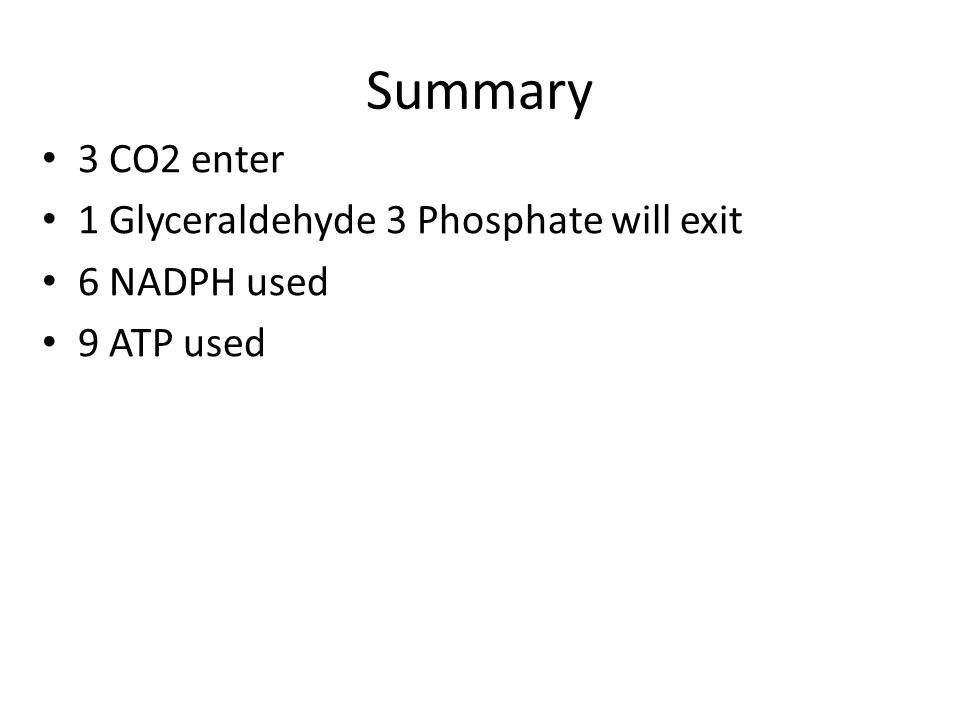 Summary
• 3 CO2 enter
• 1 Glyceraldehyde 3 Phosphate will exit
• 6 NADPH used
• 9 ATP used